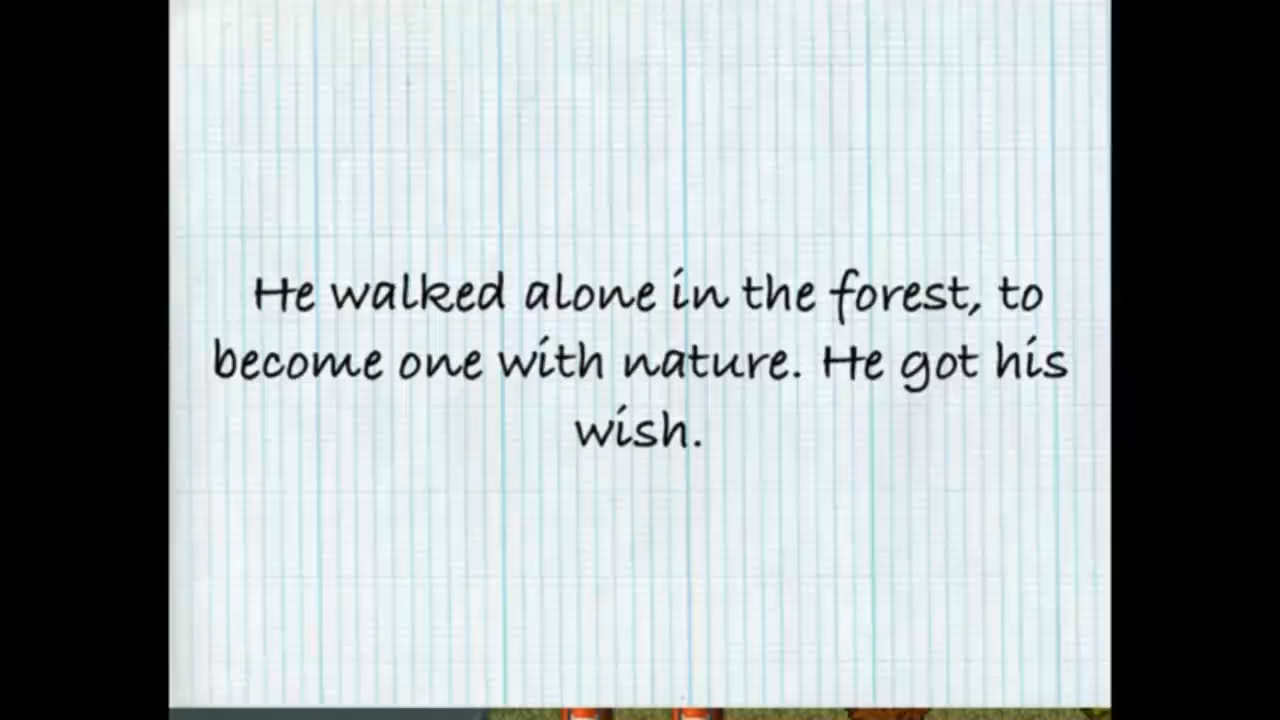 He walked alone in the forest, to
become one with nature. He got his
wish.